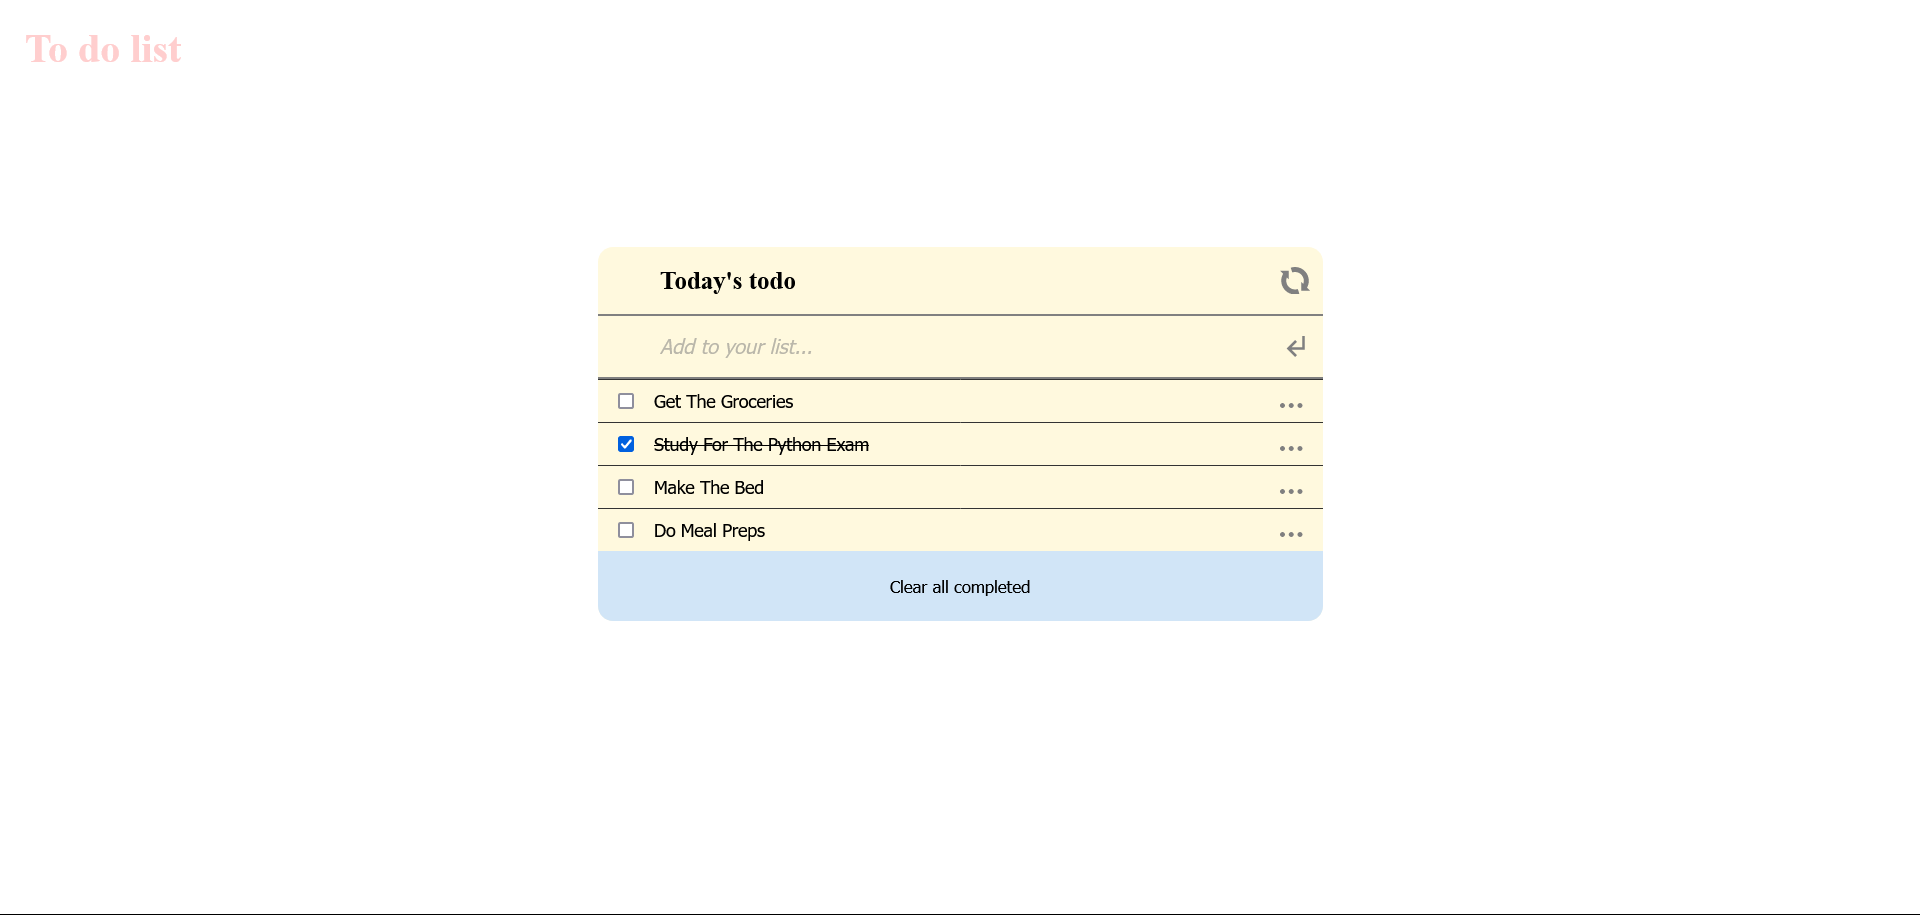 To do list
Today's todo
Add to your list...
Get The Groceries
Study For The Python Exam
Make The Bed
Do Meal Preps
Clear all completed